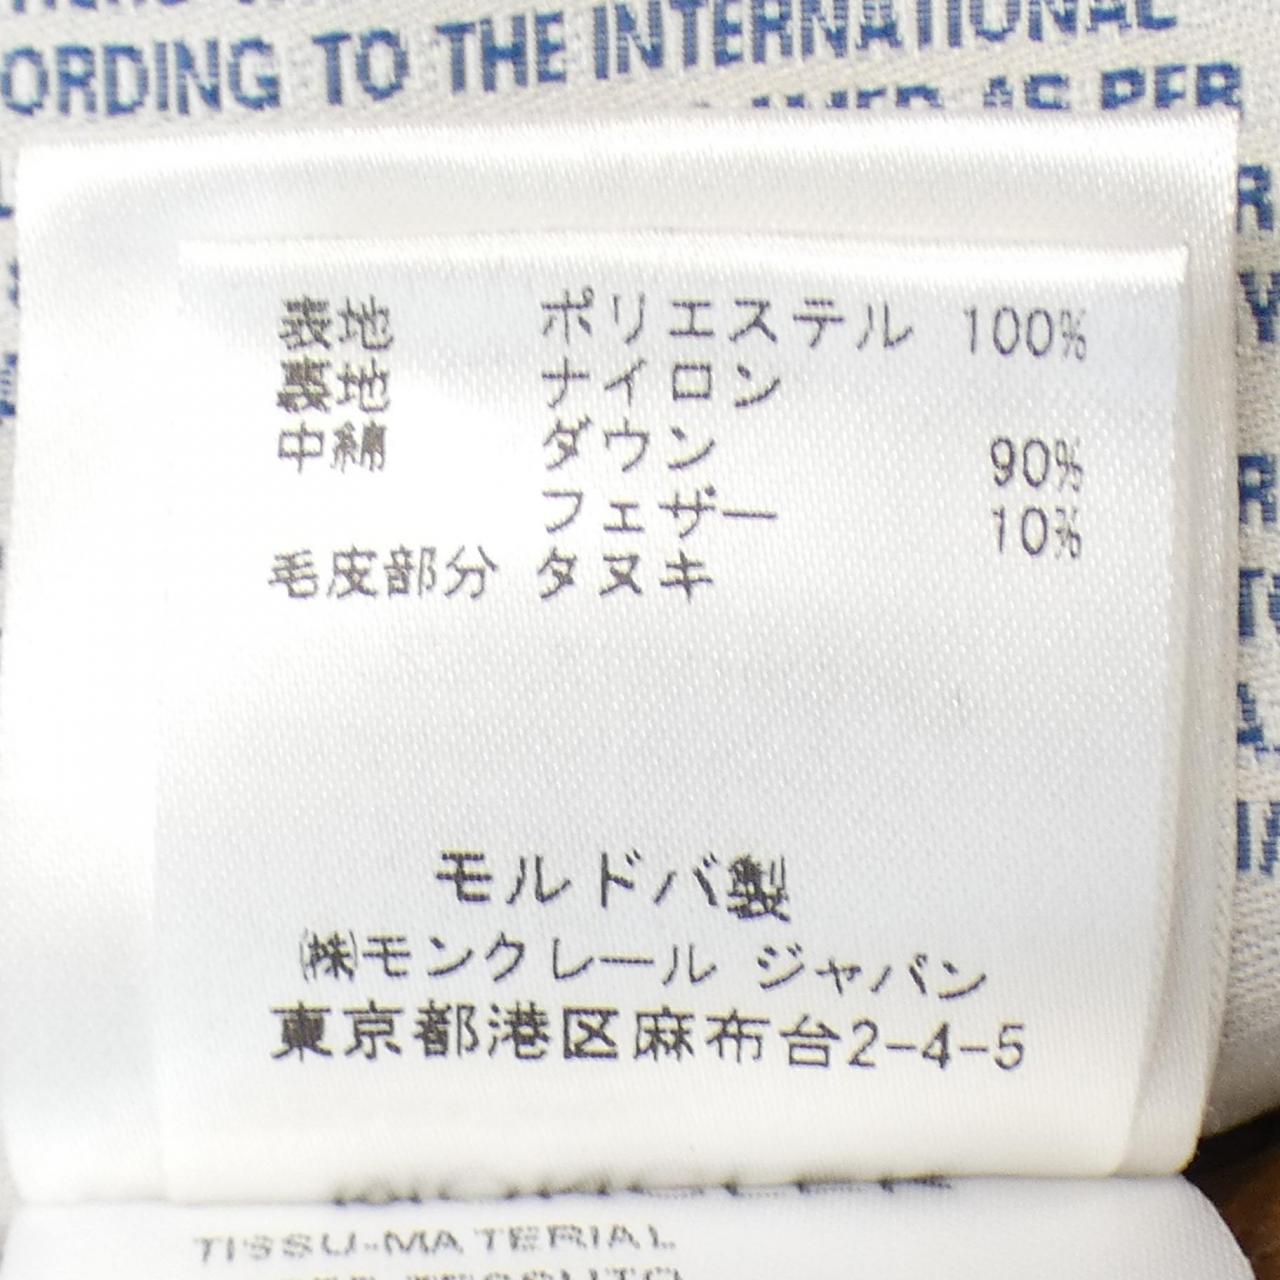 ORDING TO THE INTERNATIONAL
AS PER
表地 ポリエステル 100%
裏地 ナイロン
中綿 ダウン 90%
フェザー 10%
毛皮部分 タヌキ
モルドバ製
㈱モンクレール ジャパン
東京都港区麻布台2-4-5
TISSU-MATERIAL